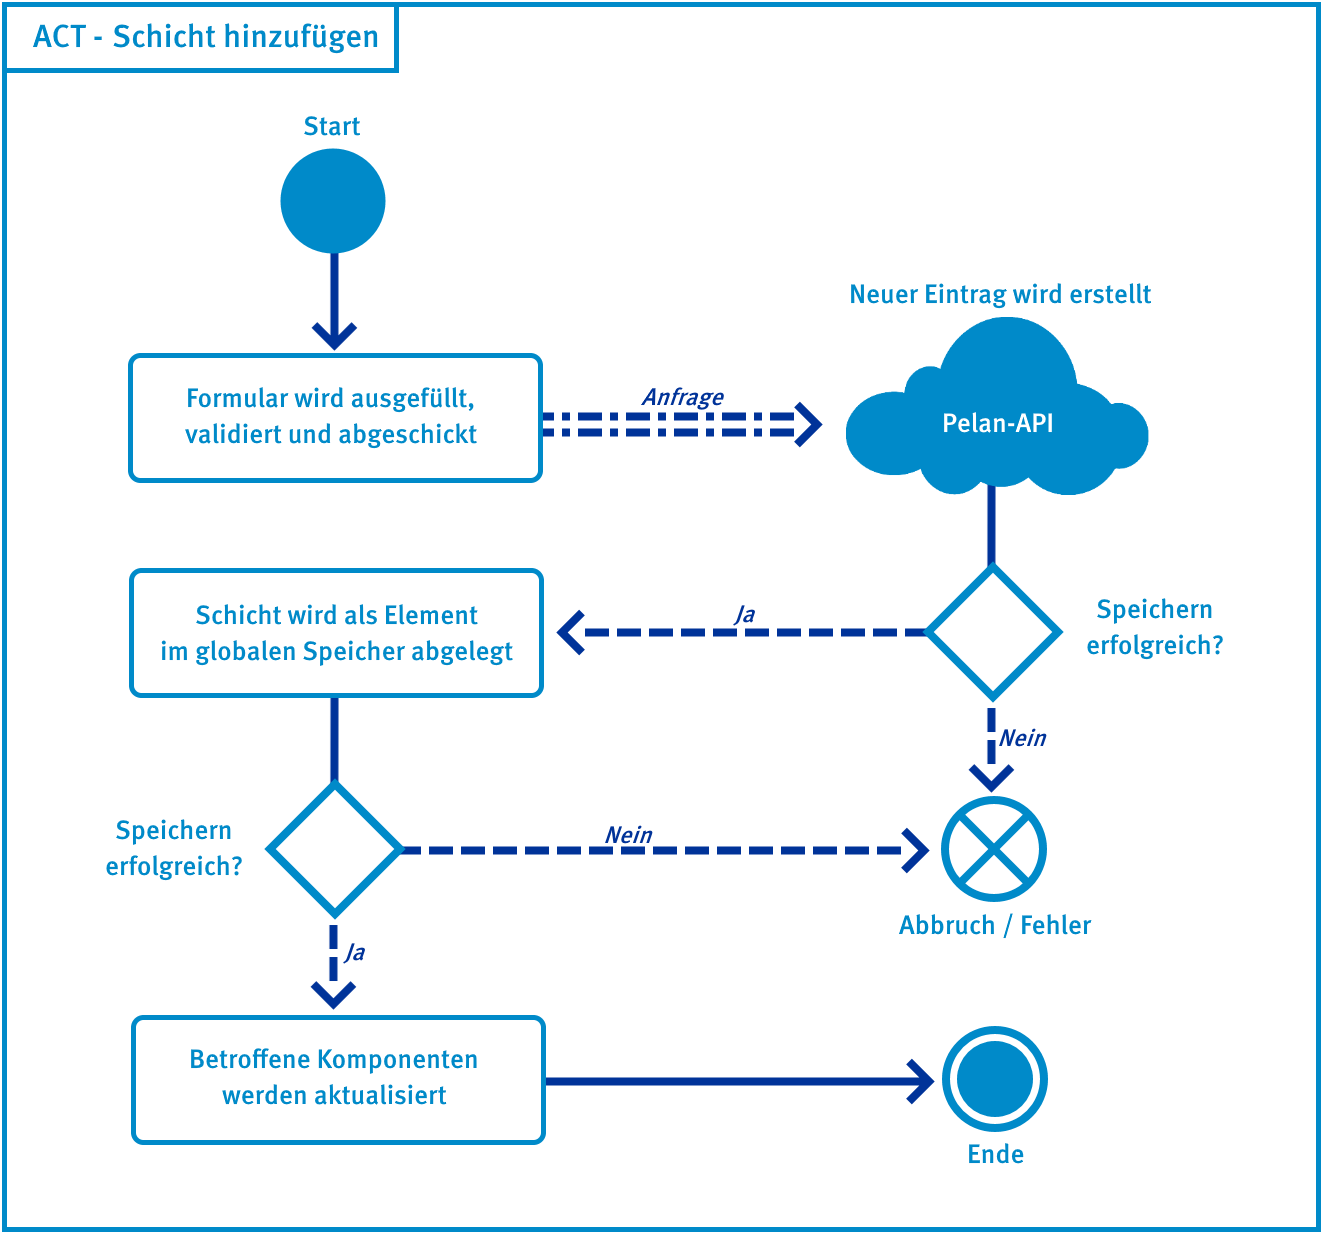 ACT - Schicht hinzufügen
Start
Neuer Eintrag wird erstellt
Formular wird ausgefüllt,
validiert und abgeschickt
Anfrage
Pelan-API
Schicht wird als Element
im globalen Speicher abgelegt
Ja
Speichern
erfolgreich?
Nein
Speichern
erfolgreich?
Nein
Abbruch / Fehler
Ja
Betroffene Komponenten
werden aktualisiert
Ende